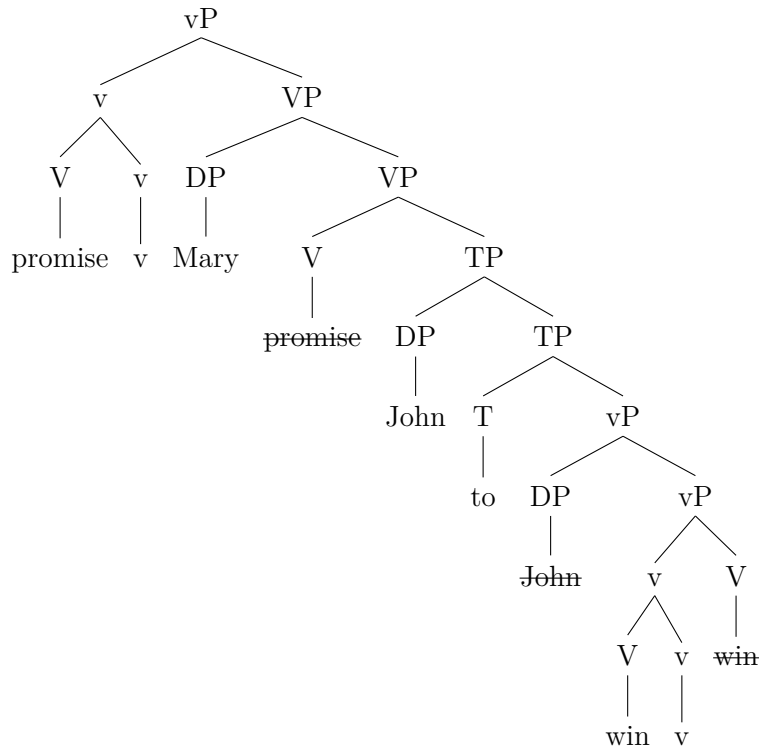 vP
v VP
V v DP VP
promise v Mary V TP
promise DP TP
John T vP
to DP vP
John v V
V v win
win v